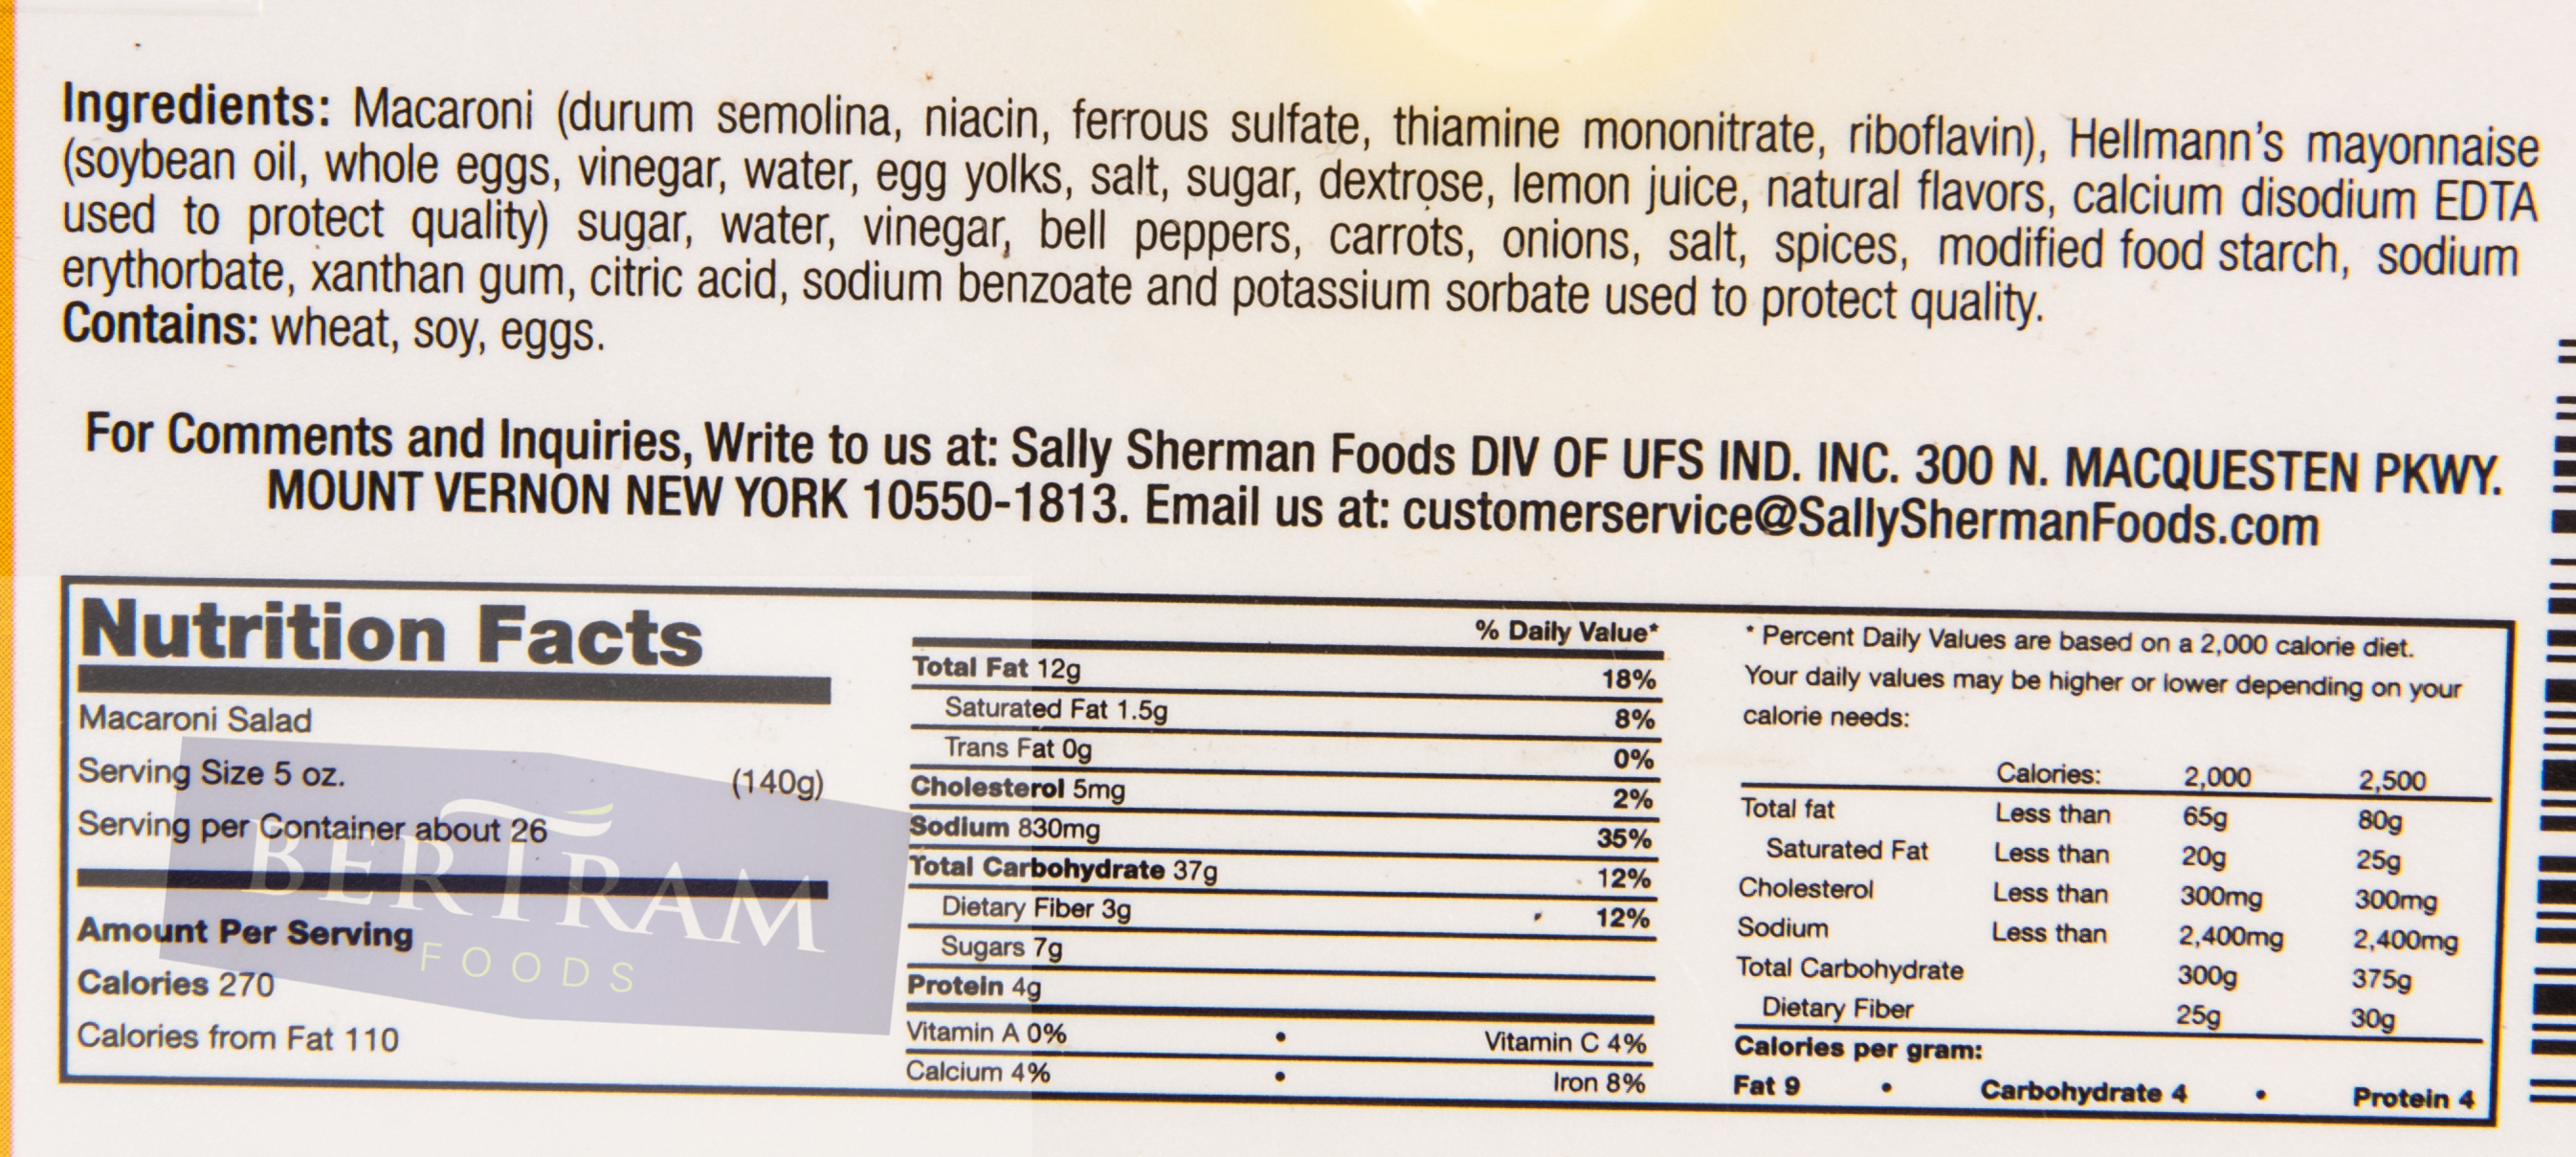 Ingredients: Macaroni (durum semolina, niacin, ferrous sulfate, thiamine mononitrate, riboflavin), Hellmann's mayonnaise
(soybean oil, whole eggs, vinegar, water, egg yolks, salt, sugar, dextrose, lemon juice, natural flavors, calcium disodium EDTA
used to protect quality) sugar, water, vinegar, bell peppers, carrots, onions, salt, spices, modified food starch, sodium
erythorbate, xanthan gum, citric acid, sodium benzoate and potassium sorbate used to protect quality.
Contains: wheat, soy, eggs.
For Comments and Inquiries, Write to us at: Sally Sherman Foods DIV OF UFS IND. INC. 300 N. MACQUESTEN PKWY.
MOUNT VERNON NEW YORK 10550-1813. Email us at: customerservice@SallyShermanFoods.com
Nutrition Facts
Macaroni Salad
Serving Size 5 oz. (140g)
Serving per Container about 26
BERTRAM
FOODS
Amount Per Serving
Calories 270
Calories from Fat 110
% Daily Value*
Total Fat 12g 18%
Saturated Fat 1.5g 8%
Trans Fat 0g 0%
Cholesterol 5mg 2%
Sodium 830mg 35%
Total Carbohydrate 37g 12%
Dietary Fiber 3g 12%
Sugars 7g
Protein 4g
Vitamin A 0% • Vitamin C 4%
Calcium 4% • Iron 8%
* Percent Daily Values are based on a 2,000 calorie diet.
Your daily values may be higher or lower depending on your
calorie needs:
Calories: 2,000 2,500
Total fat Less than 65g 80g
Saturated Fat Less than 20g 25g
Cholesterol Less than 300mg 300mg
Sodium Less than 2,400mg 2,400mg
Total Carbohydrate 300g 375g
Dietary Fiber 25g 30g
Calories per gram:
Fat 9 • Carbohydrate 4 • Protein 4